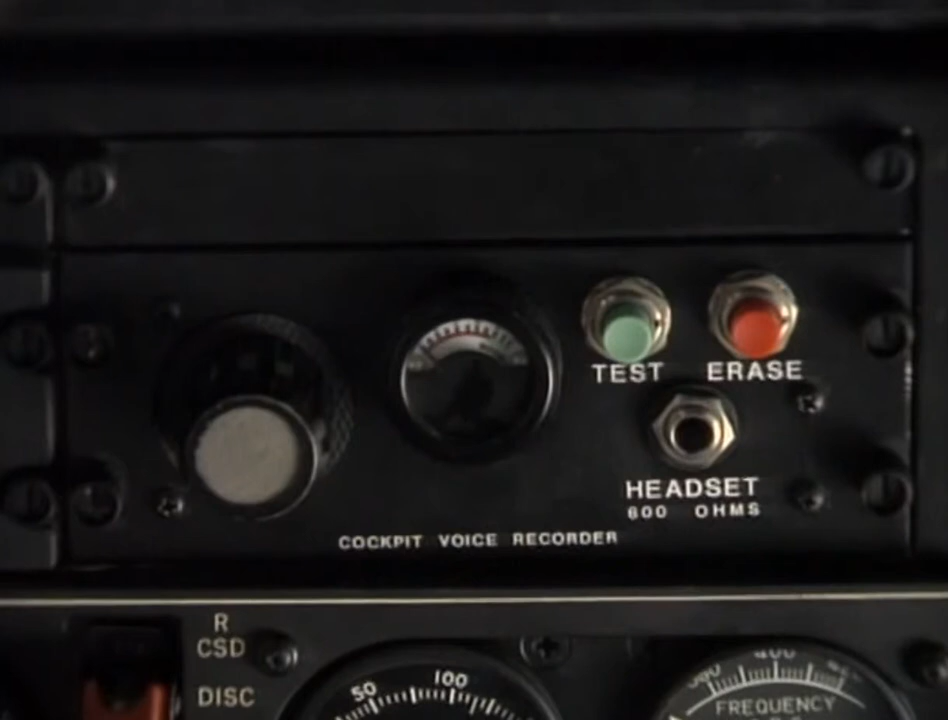 TEST ERASE
HEADSET
600 OHMS
COCKPIT VOICE RECORDER
R
CSD
DISC
50 100
400
FREQUENCY